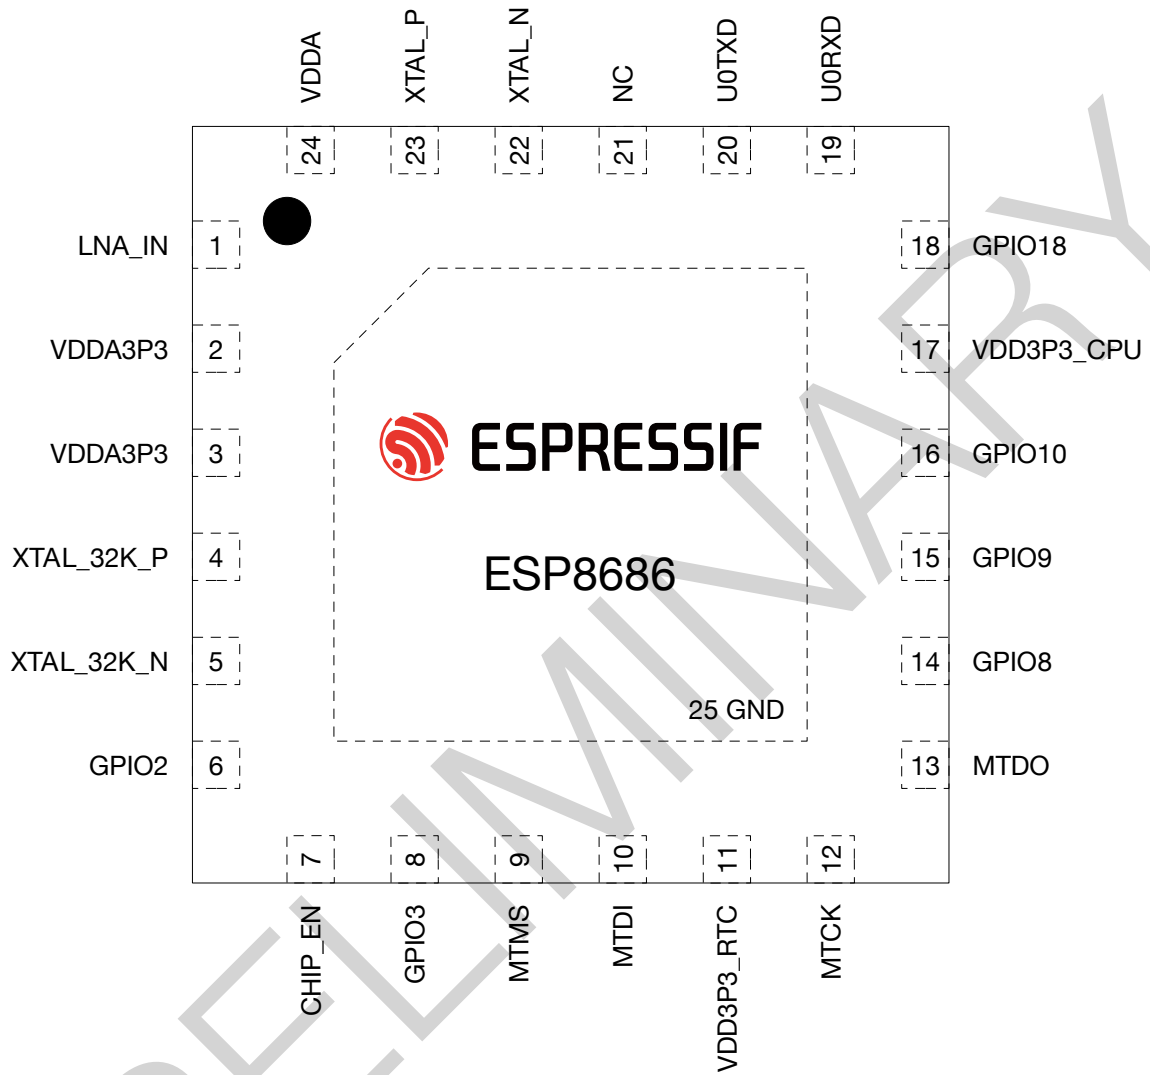 VDDA
XTAL_P
XTAL_N
NC
U0TXD
U0RXD
24
23
22
21
20
19
LNA_IN 1
18 GPIO18
VDDA3P3 2
17 VDD3P3_CPU
VDDA3P3 3
16 GPIO10
ESPRESSIF
XTAL_32K_P 4
15 GPIO9
ESP8686
XTAL_32K_N 5
14 GPIO8
25 GND
GPIO2 6
13 MTDO
7
8
9
10
11
12
CHIP_EN
GPIO3
MTMS
MTDI
VDD3P3_RTC
MTCK
PRELIMINARY